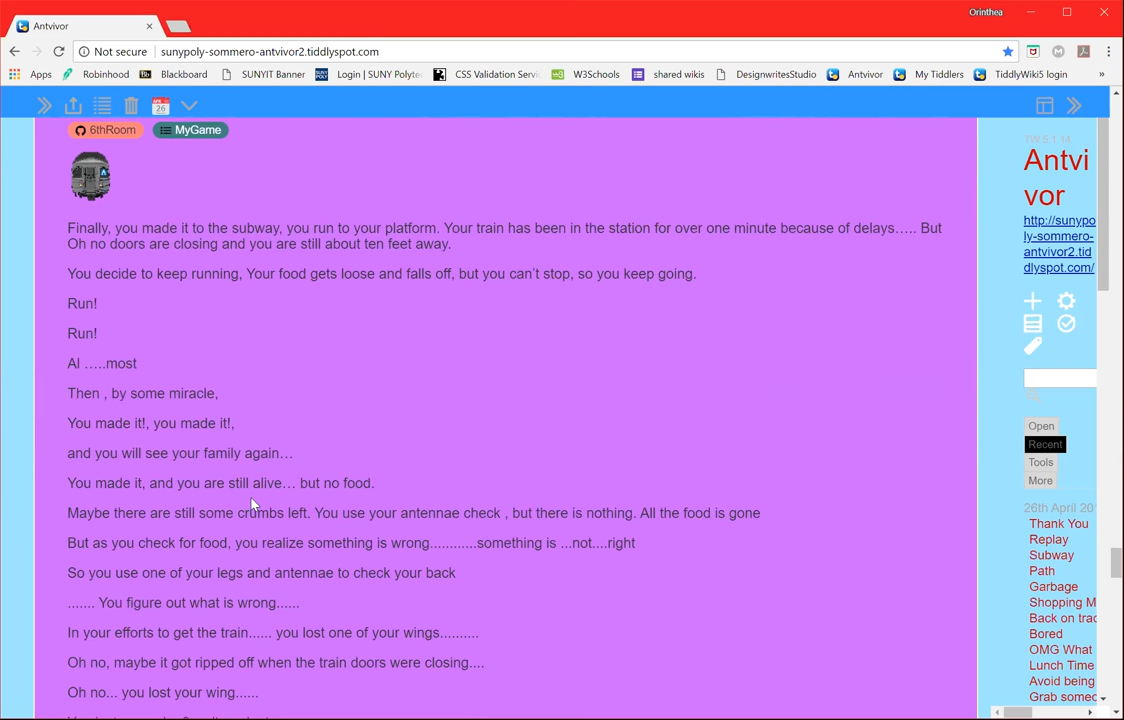 Orinthea
Antvivor
Not secure
sunypoly-sommero-antvivor2.tiddlyspot.com
Apps
Robinhood
Bb
Blackboard
SUNYIT Banner
Login | SUNY Polyte
CSS Validation Servi
W3Schools
shared wikis
DesignwritesStudio
Antvivor
My Tiddlers
TiddlyWiki5 login
»
6thRoom
MyGame
Finally, you made it to the subway, you run to your platform. Your train has been in the station for over one minute because of delays….. But
Oh no doors are closing and you are still about ten feet away.
You decide to keep running, Your food gets loose and falls off, but you can't stop, so you keep going.
Run!
Run!
Al …..most
Then , by some miracle,
You made it!, you made it!,
and you will see your family again…
You made it, and you are still alive… but no food.
Maybe there are still some crumbs left. You use your antennae check , but there is nothing. All the food is gone
But as you check for food, you realize something is wrong............something is ...not....right
So you use one of your legs and antennae to check your back
....... You figure out what is wrong......
In your efforts to get the train...... you lost one of your wings..........
Oh no, maybe it got ripped off when the train doors were closing....
Oh no... you lost your wing......
TW 5.1.14
Antvi
vor
http://sunypo
ly-sommero-
antvivor2.tid
dlyspot.com/
Open
Recent
Tools
More
26th April 20
Thank You
Replay
Subway
Path
Garbage
Shopping M
Back on trac
Bored
OMG What
Lunch Time
Avoid being
Grab someo